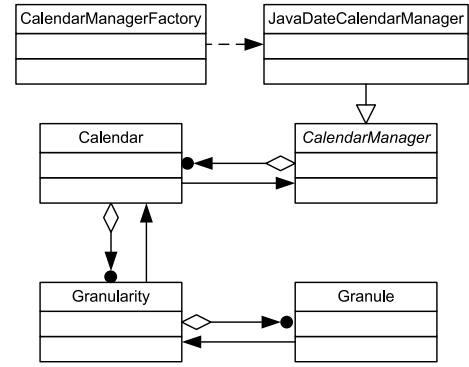 CalendarManagerFactory
JavaDateCalendarManager
Calendar
CalendarManager
Granularity
Granule